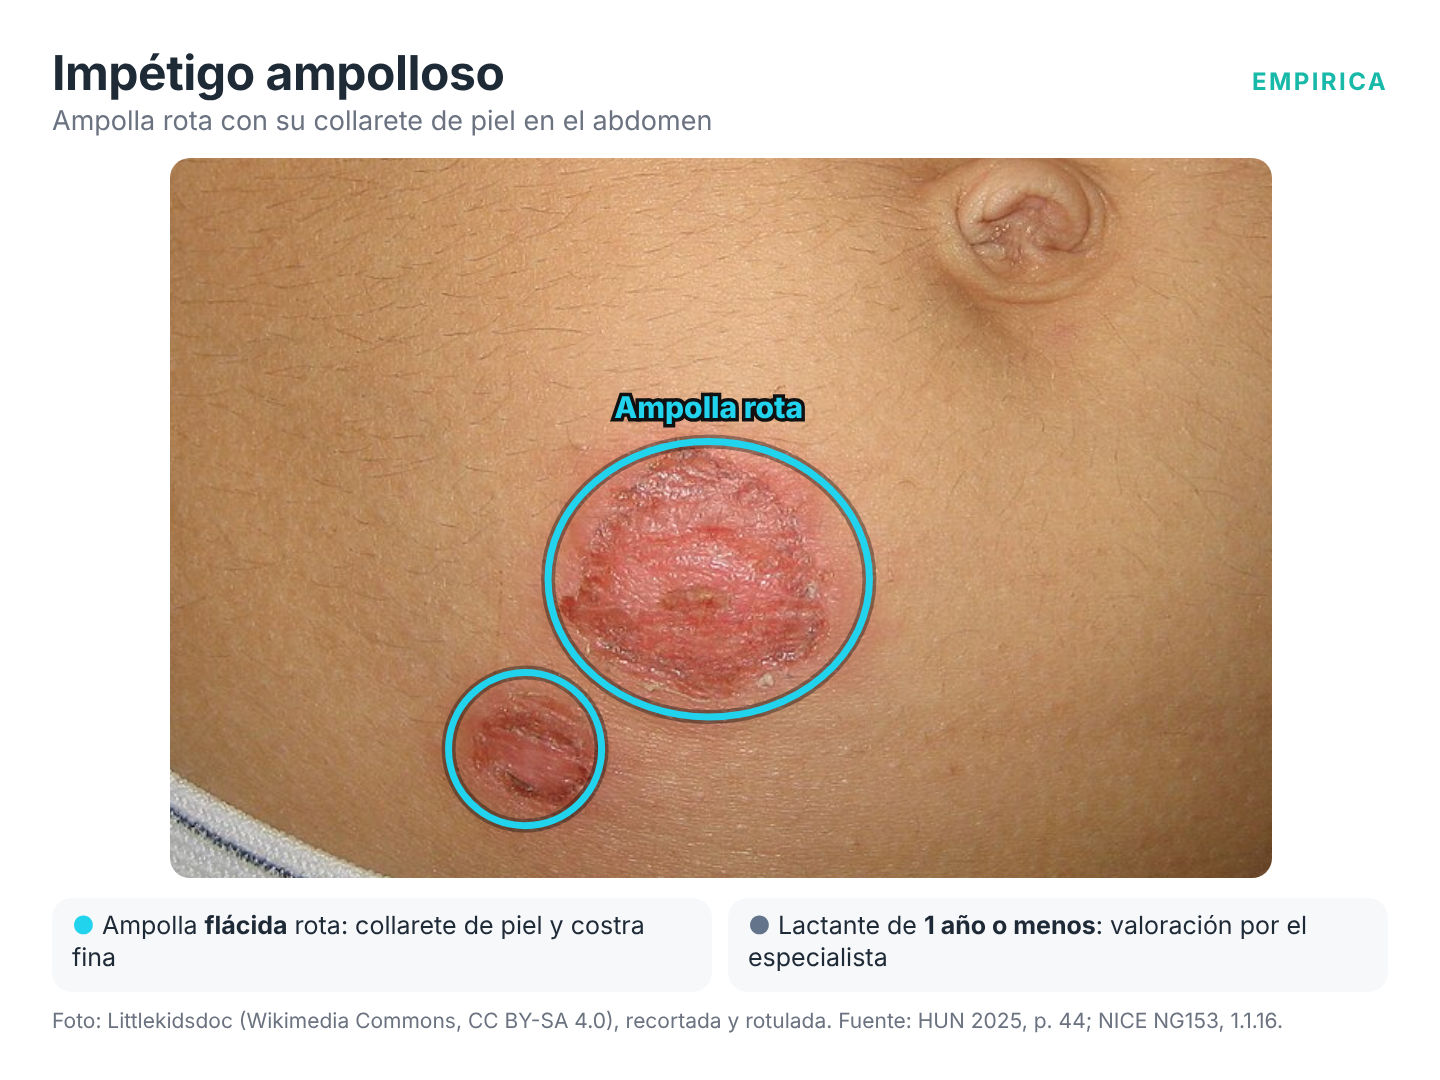 Impétigo ampolloso
EMPIRICA
Ampolla rota con su collarete de piel en el abdomen
Ampolla rota
Ampolla flácida rota: collarete de piel y costra
fina
Lactante de 1 año o menos: valoración por el
especialista
Foto: Littlekidsdoc (Wikimedia Commons, CC BY-SA 4.0), recortada y rotulada. Fuente: HUN 2025, p. 44; NICE NG153, 1.1.16.